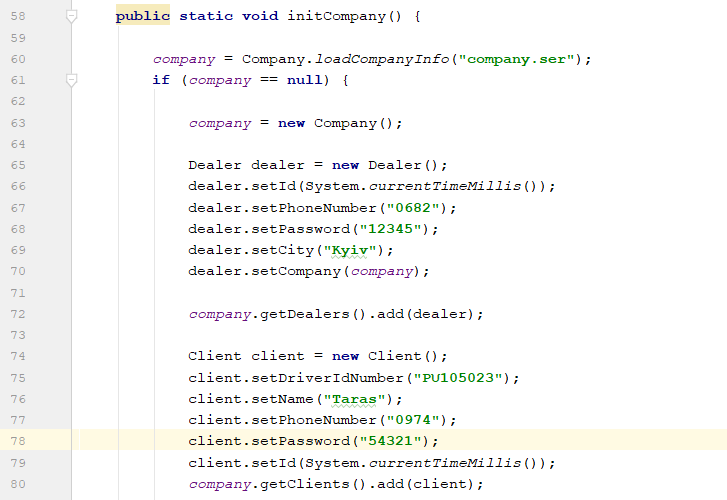 58 public static void initCompany() {
59
60 company = Company.loadCompanyInfo("company.ser");
61 if (company == null) {
62
63 company = new Company();
64
65 Dealer dealer = new Dealer();
66 dealer.setId(System.currentTimeMillis());
67 dealer.setPhoneNumber("0682");
68 dealer.setPassword("12345");
69 dealer.setCity("Kyiv");
70 dealer.setCompany(company);
71
72 company.getDealers().add(dealer);
73
74 Client client = new Client();
75 client.setDriverIdNumber("PU105023");
76 client.setName("Taras");
77 client.setPhoneNumber("0974");
78 client.setPassword("54321");
79 client.setId(System.currentTimeMillis());
80 company.getClients().add(client);